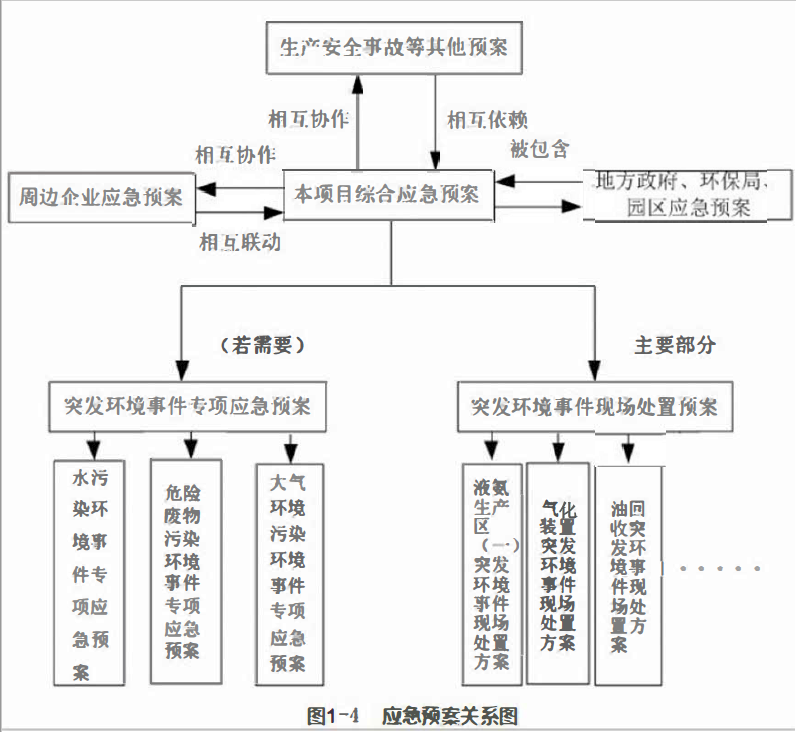 生产安全事故等其他预案
相互协作
相互依赖
相互协作
被包含
周边企业应急预案
本项目综合应急预案
地方政府、环保局、
园区应急预案
相互联动
（若需要）
主要部分
突发环境事件专项应急预案
突发环境事件现场处置预案
水污
染环
境事
件专
项应
急预
案
危险
废物
污染
环境
事件
专项
应急
预案
大气
环境
污染
环境
事件
专项
应急
预案
液氨
生产
区
（一）
突发
环境
事件
现场
处置
方案
气化
装置
突发
环境
事件
现场
处置
方案
油回
收突
发环
境事
件现
场处
置方
案
·····
图1-4 应急预案关系图